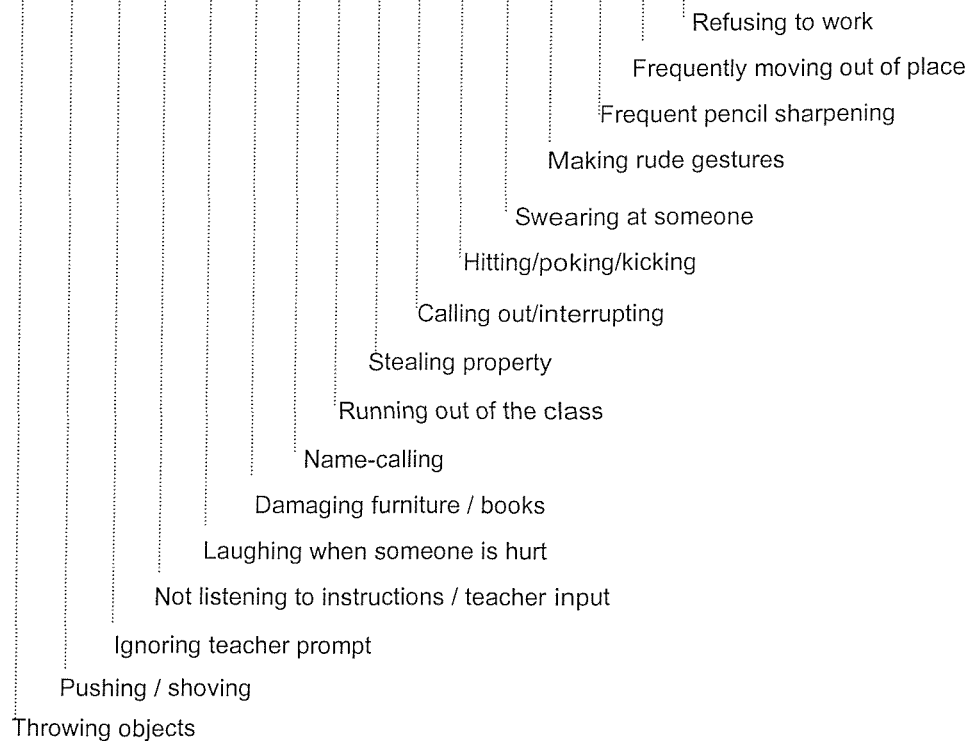 Refusing to work
Frequently moving out of place
Frequent pencil sharpening
Making rude gestures
Swearing at someone
Hitting/poking/kicking
Calling out/interrupting
Stealing property
Running out of the class
Name-calling
Damaging furniture / books
Laughing when someone is hurt
Not listening to instructions / teacher input
Ignoring teacher prompt
Pushing / shoving
Throwing objects